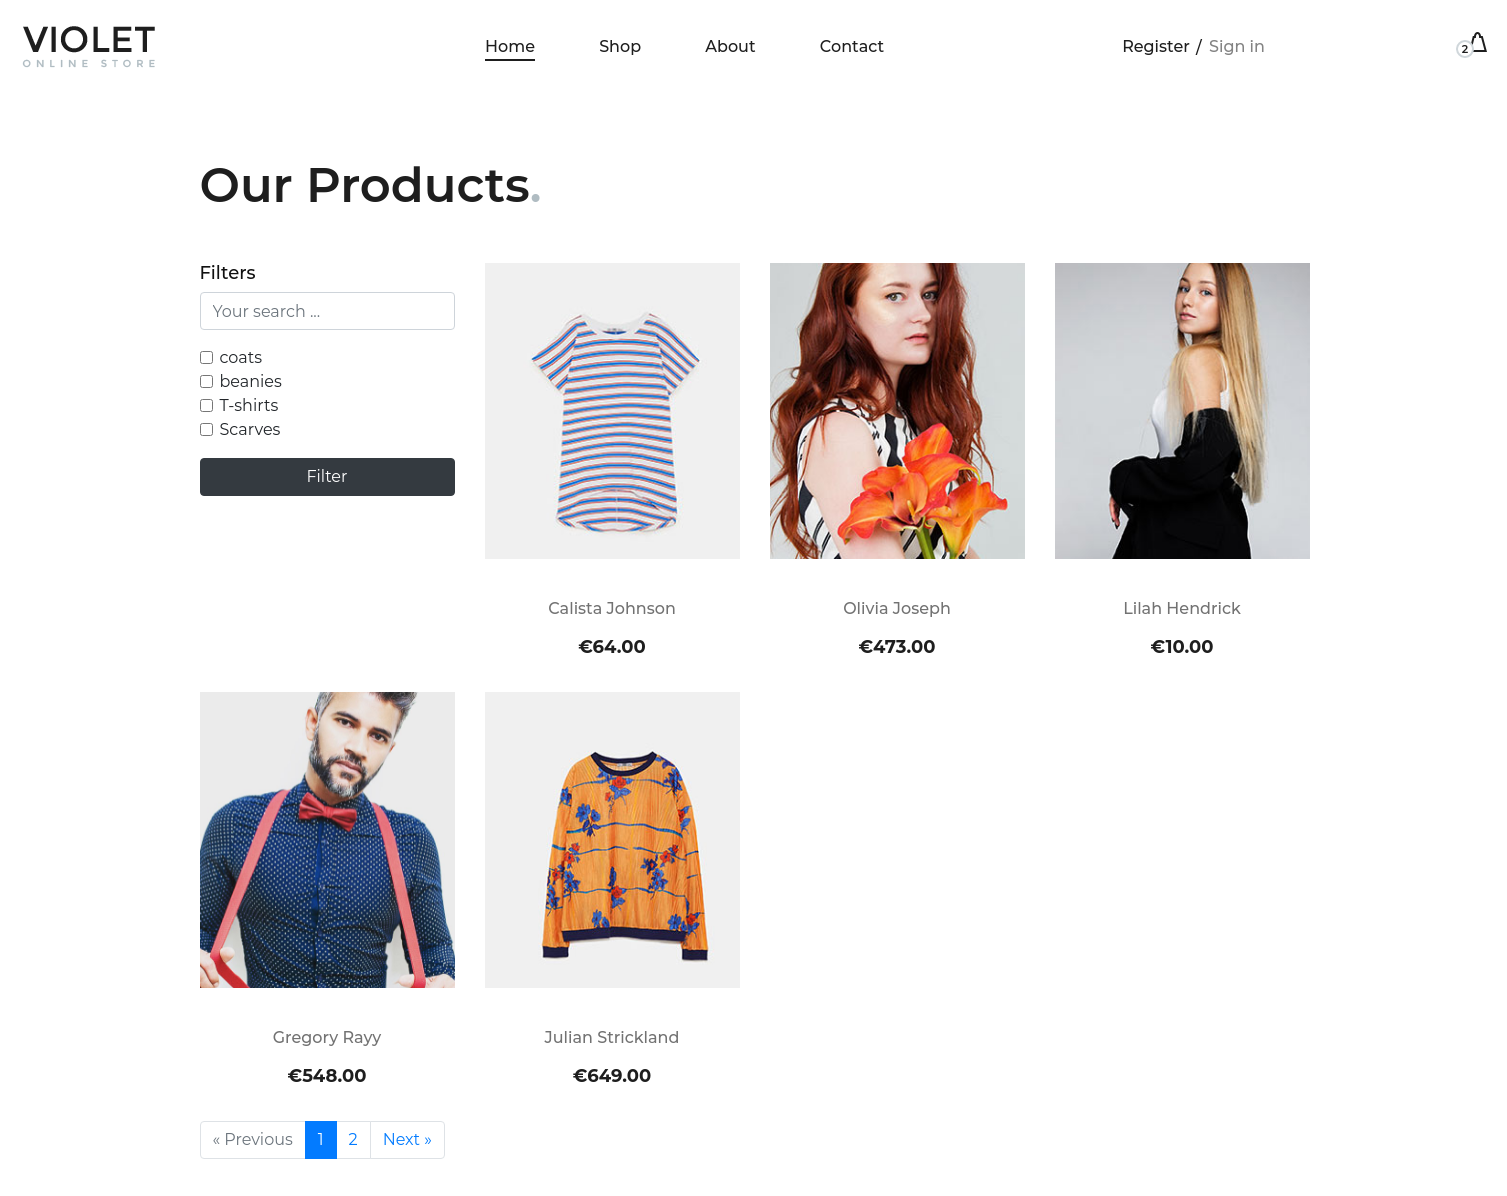 VIOLET
ONLINE STORE
Home Shop About Contact
Register / Sign in
2
Our Products.
Filters
Your search ...
coats
beanies
T-shirts
Scarves
Filter
Calista Johnson
€64.00
Olivia Joseph
€473.00
Lilah Hendrick
€10.00
Gregory Rayy
€548.00
Julian Strickland
€649.00
« Previous 1 2 Next »